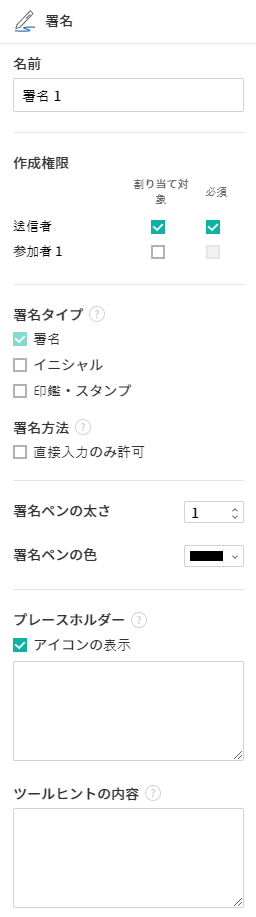 署名
名前
署名 1
作成権限
割り当て対
象
必須
送信者
参加者 1
署名タイプ ?
署名
イニシャル
印鑑・スタンプ
署名方法 ?
直接入力のみ許可
署名ペンの太さ 1
署名ペンの色
プレースホルダー ?
アイコンの表示
ツールヒントの内容 ?